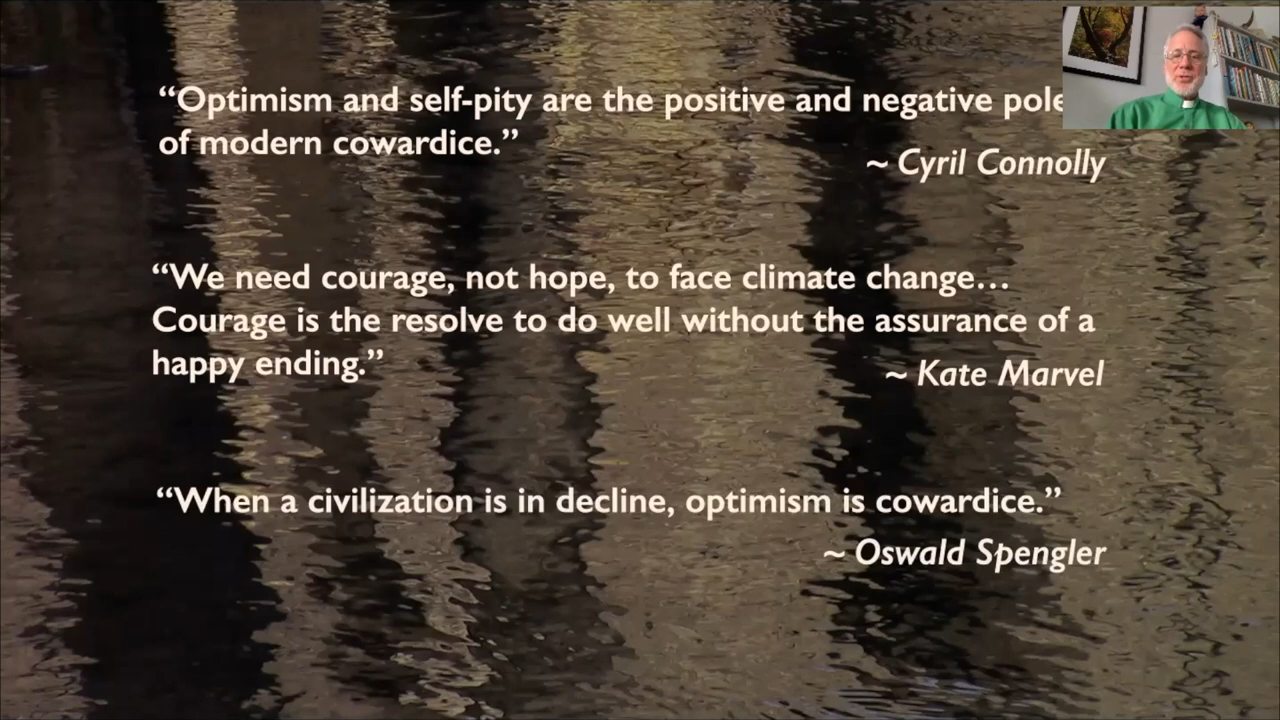 “Optimism and self-pity are the positive and negative pole
of modern cowardice.”
~ Cyril Connolly
“We need courage, not hope, to face climate change…
Courage is the resolve to do well without the assurance of a
happy ending.”
~ Kate Marvel
“When a civilization is in decline, optimism is cowardice.”
~ Oswald Spengler